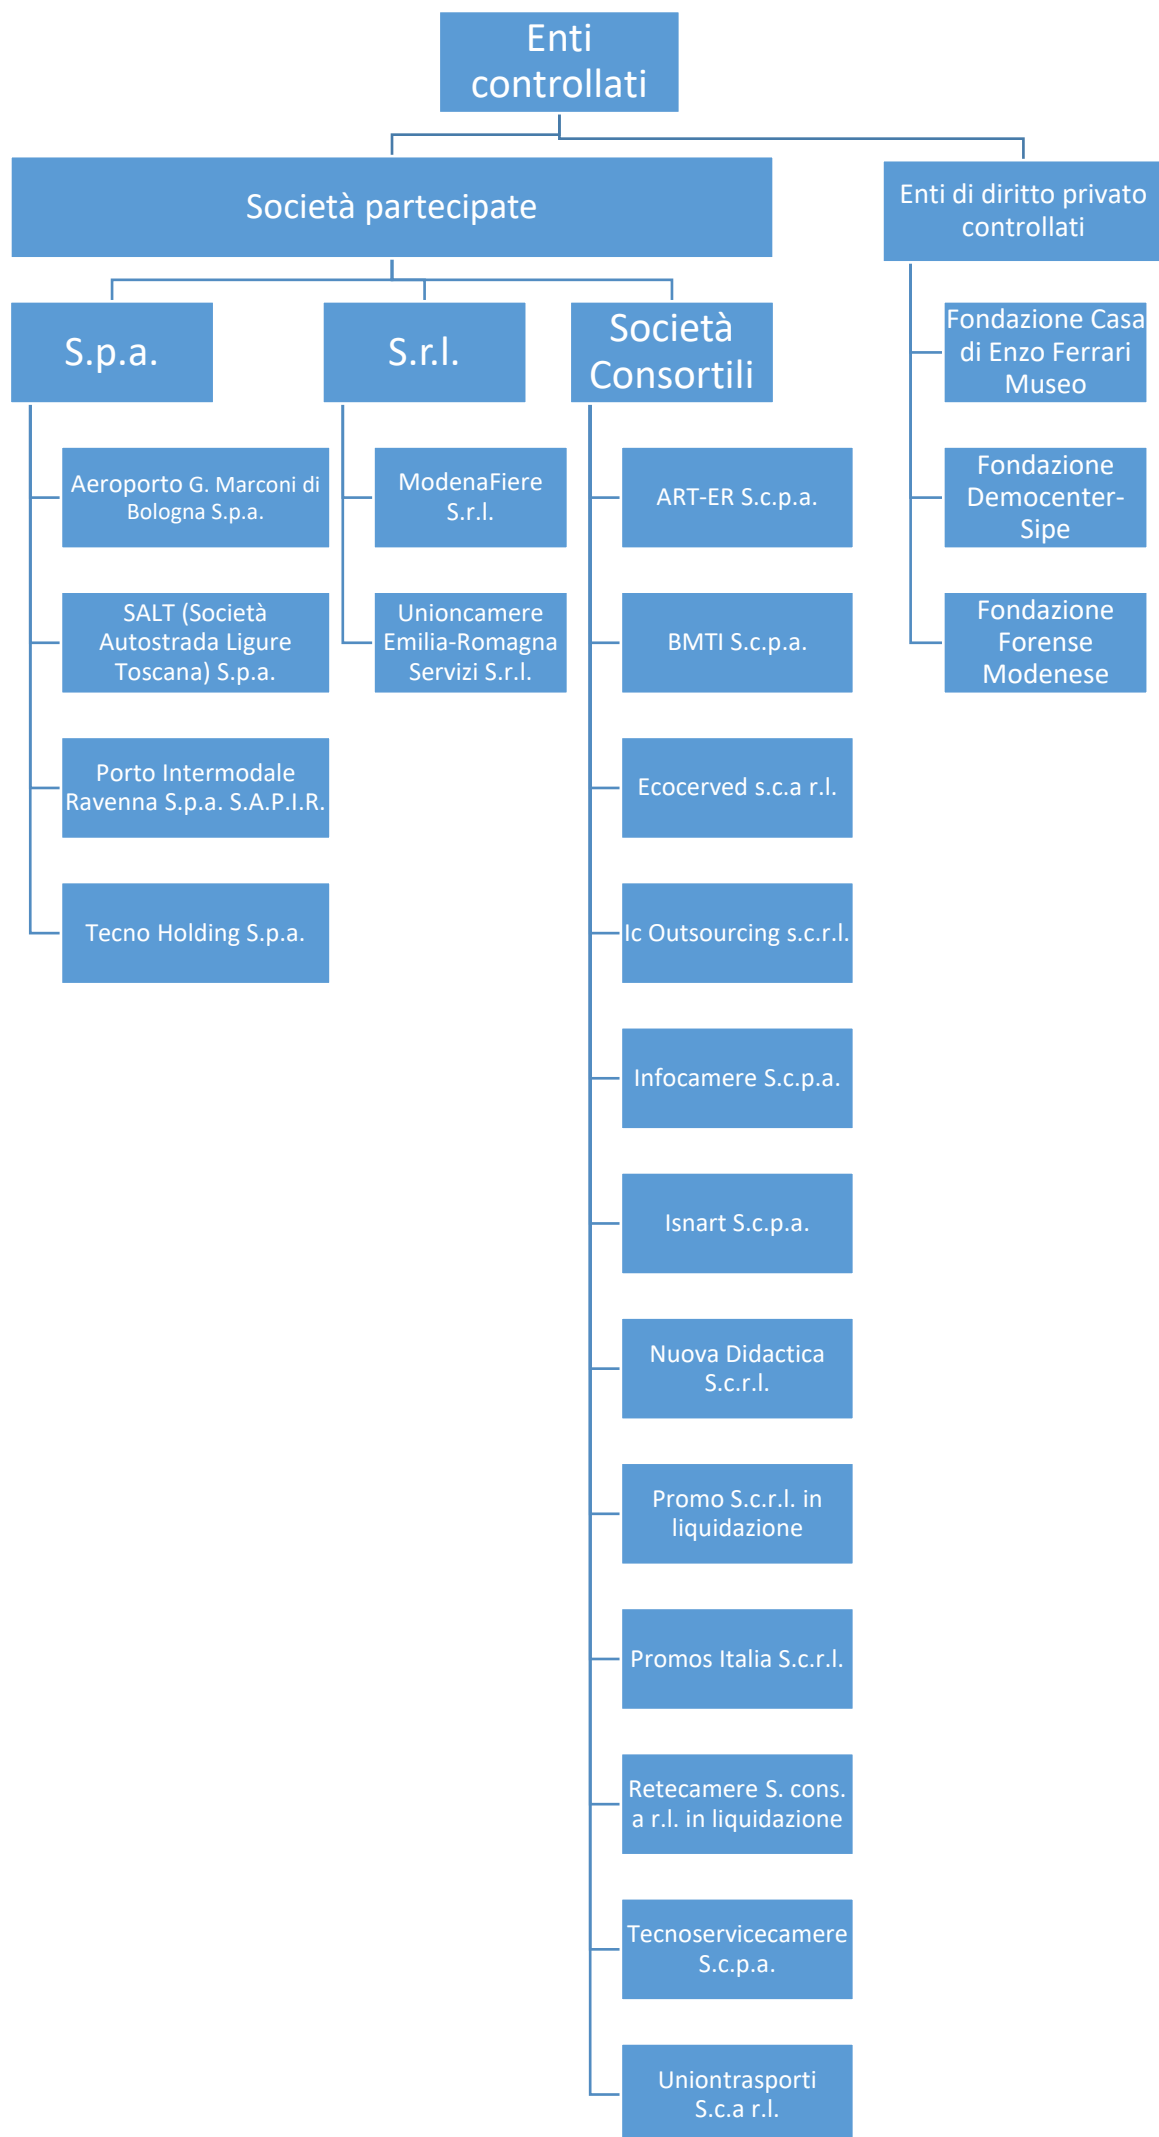 Enti
controllati
Società partecipate
Enti di diritto privato
controllati
S.p.a.
S.r.l.
Società
Consortili
Aeroporto G. Marconi di
Bologna S.p.a.
SALT (Società
Autostrada Ligure
Toscana) S.p.a.
Porto Intermodale
Ravenna S.p.a. S.A.P.I.R.
Tecno Holding S.p.a.
ModenaFiere
S.r.l.
Unioncamere
Emilia-Romagna
Servizi S.r.l.
ART-ER S.c.p.a.
BMTI S.c.p.a.
Ecocerved s.c.a r.l.
Ic Outsourcing s.c.r.l.
Infocamere S.c.p.a.
Isnart S.c.p.a.
Nuova Didactica
S.c.r.l.
Promo S.c.r.l. in
liquidazione
Promos Italia S.c.r.l.
Retecamere S. cons.
a r.l. in liquidazione
Tecnoservicecamere
S.c.p.a.
Uniontrasporti
S.c.a r.l.
Fondazione Casa
di Enzo Ferrari
Museo
Fondazione
Democenter-
Sipe
Fondazione
Forense
Modenese